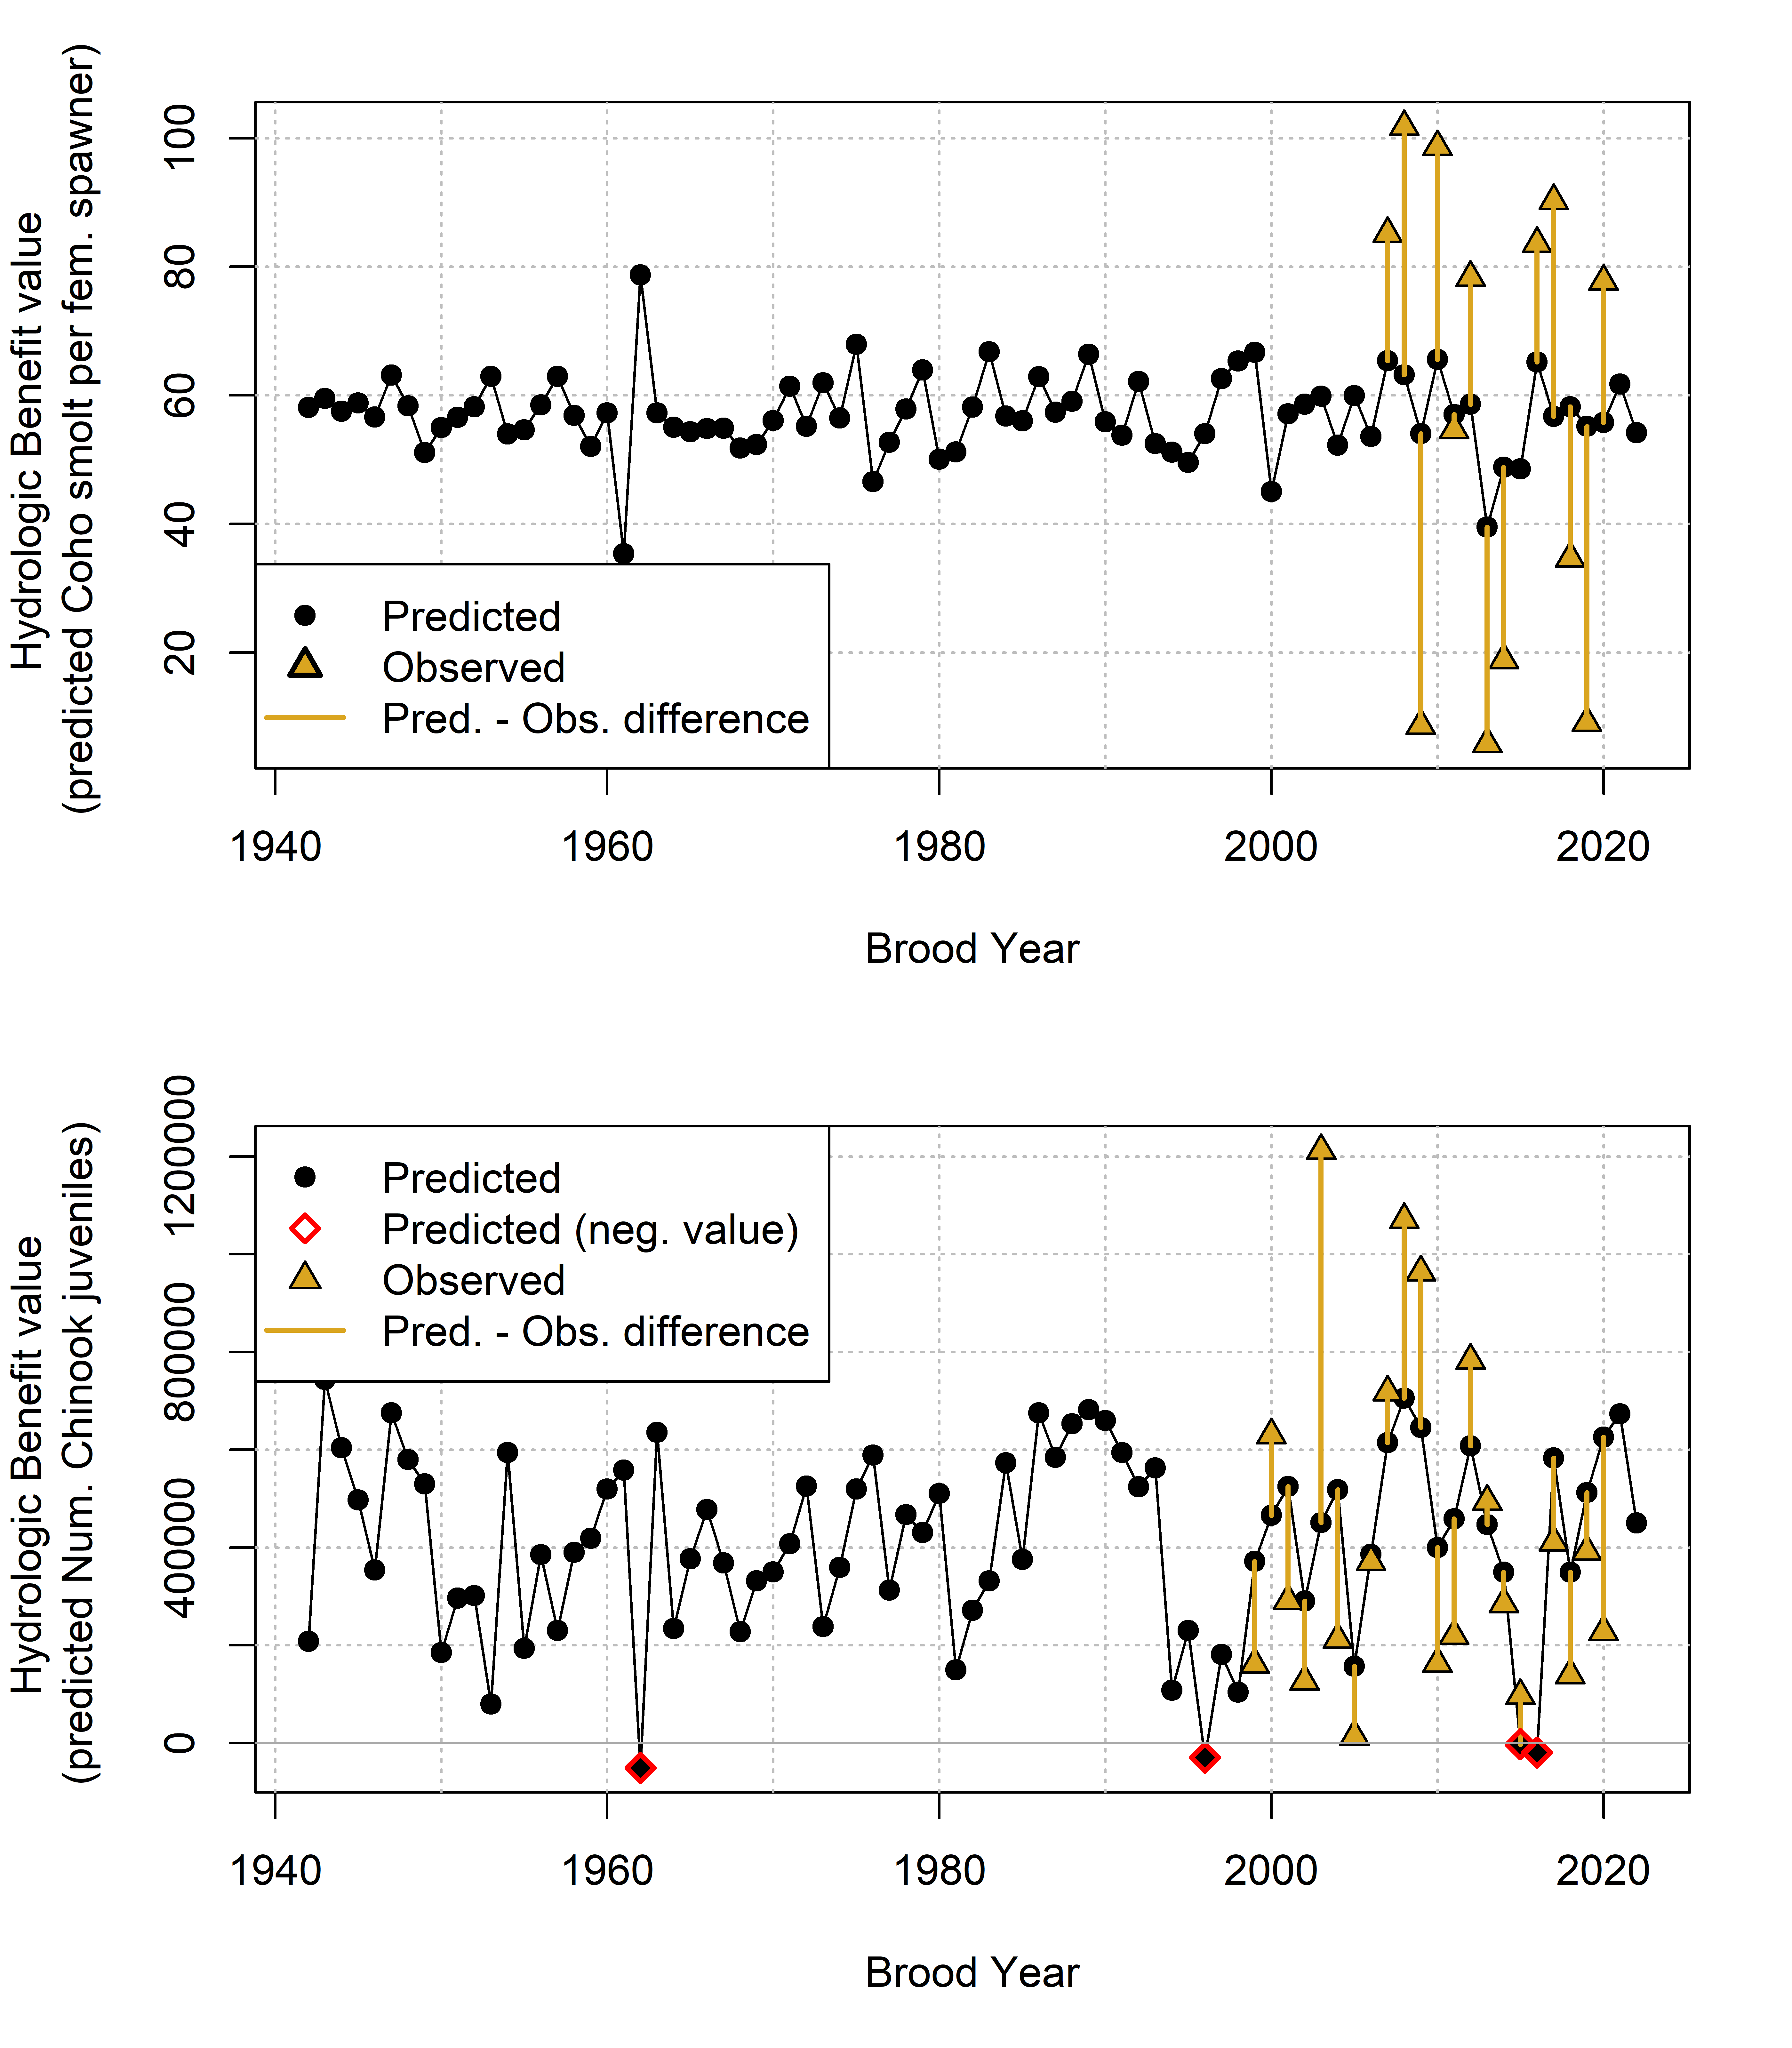 Hydrologic Benefit value
(predicted Coho smolt per fem. spawner)
100
80
60
40
20
Predicted
Observed
Pred. - Obs. difference
1940 1960 1980 2000 2020
Brood Year
Hydrologic Benefit value
(predicted Num. Chinook juveniles)
1200000
800000
400000
0
Predicted
Predicted (neg. value)
Observed
Pred. - Obs. difference
1940 1960 1980 2000 2020
Brood Year